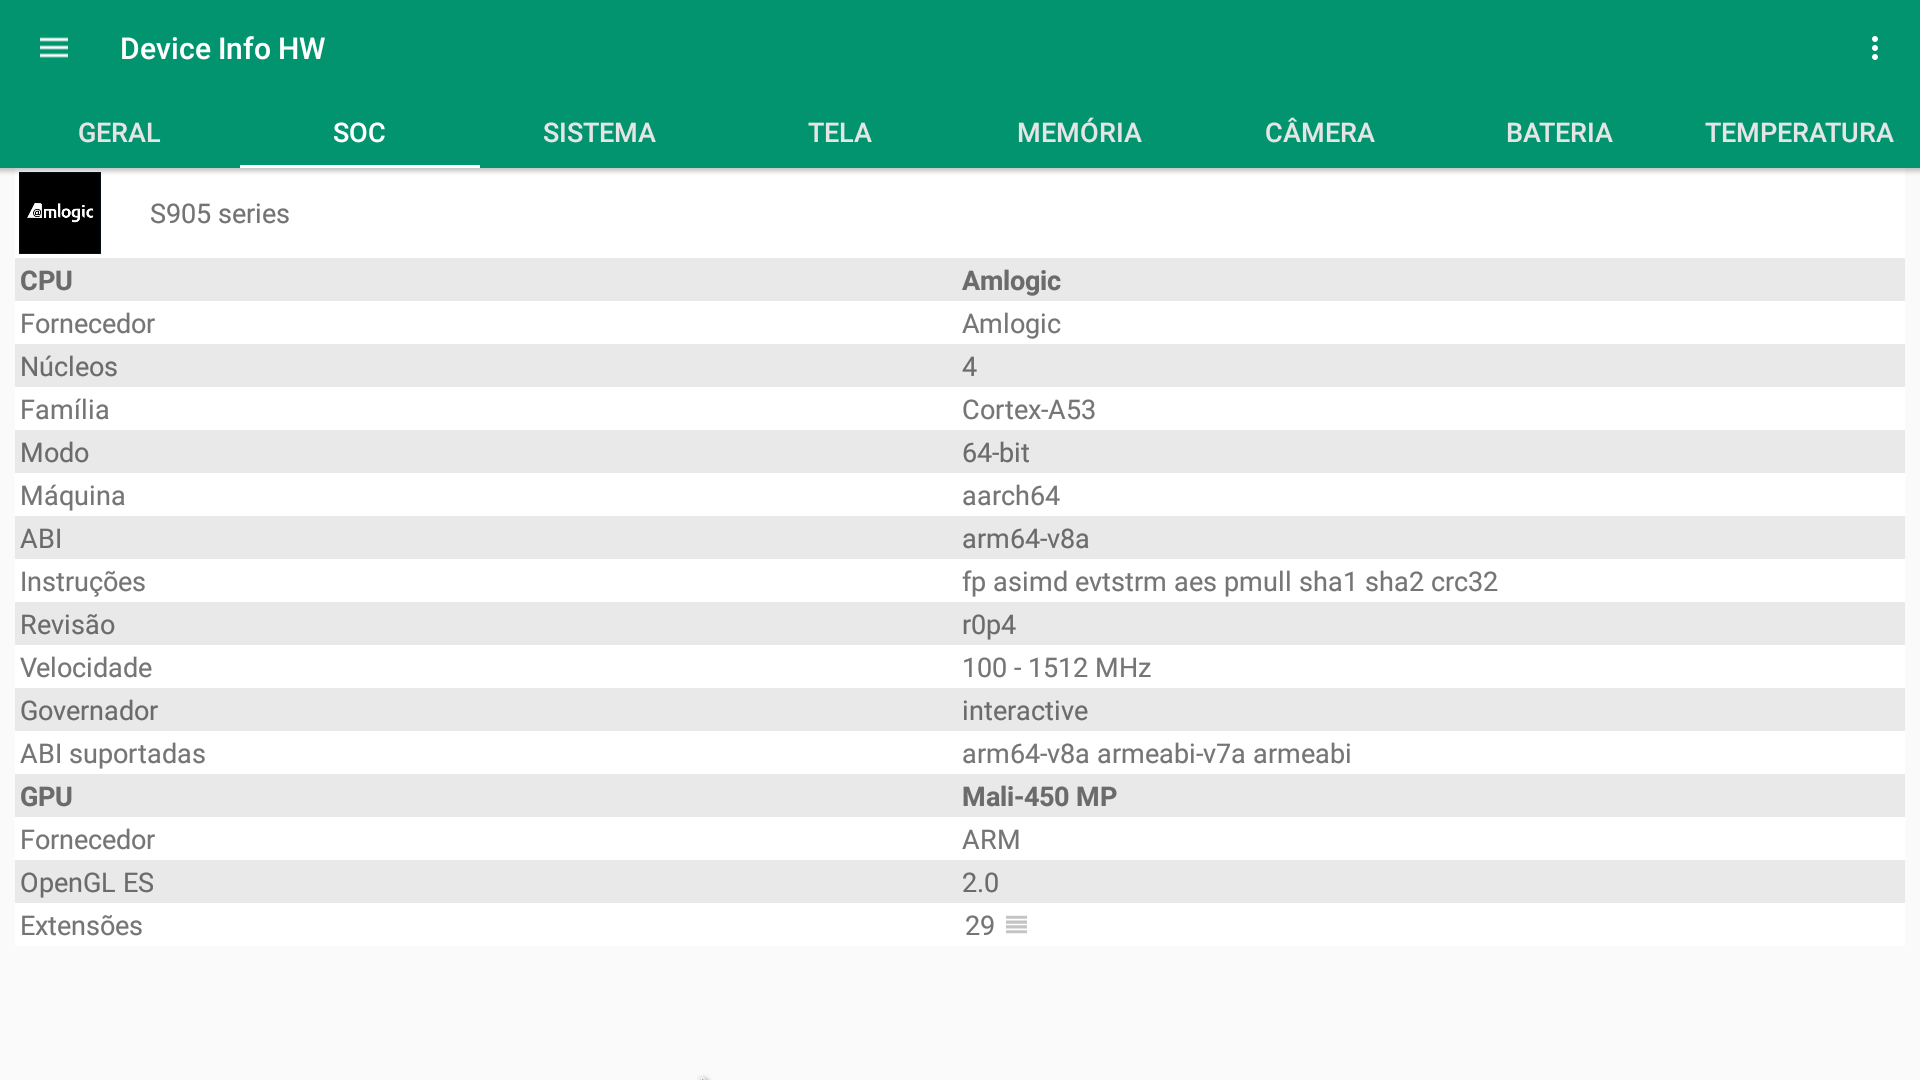 Device Info HW
GERAL SOC SISTEMA TELA MEMÓRIA CÂMERA BATERIA TEMPERATURA
Amlogic S905 series
CPU Amlogic
Fornecedor Amlogic
Núcleos 4
Família Cortex-A53
Modo 64-bit
Máquina aarch64
ABI arm64-v8a
Instruções fp asimd evtstrm aes pmull sha1 sha2 crc32
Revisão r0p4
Velocidade 100 - 1512 MHz
Governador interactive
ABI suportadas arm64-v8a armeabi-v7a armeabi
GPU Mali-450 MP
Fornecedor ARM
OpenGL ES 2.0
Extensões 29